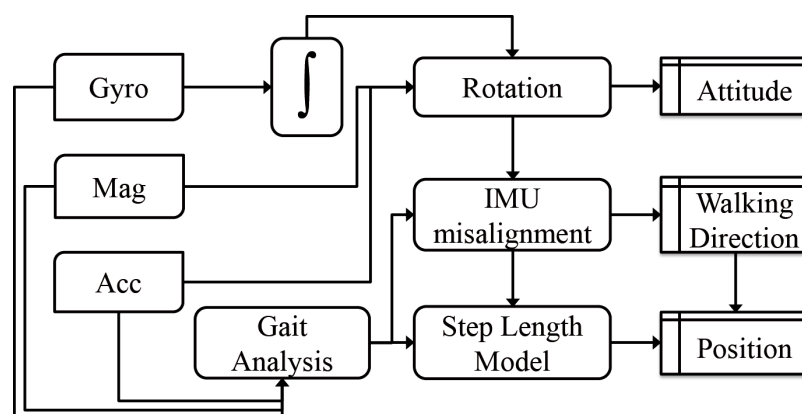 Gyro
∫
Rotation
Attitude
Mag
IMU
misalignment
Walking
Direction
Acc
Gait
Analysis
Step Length
Model
Position